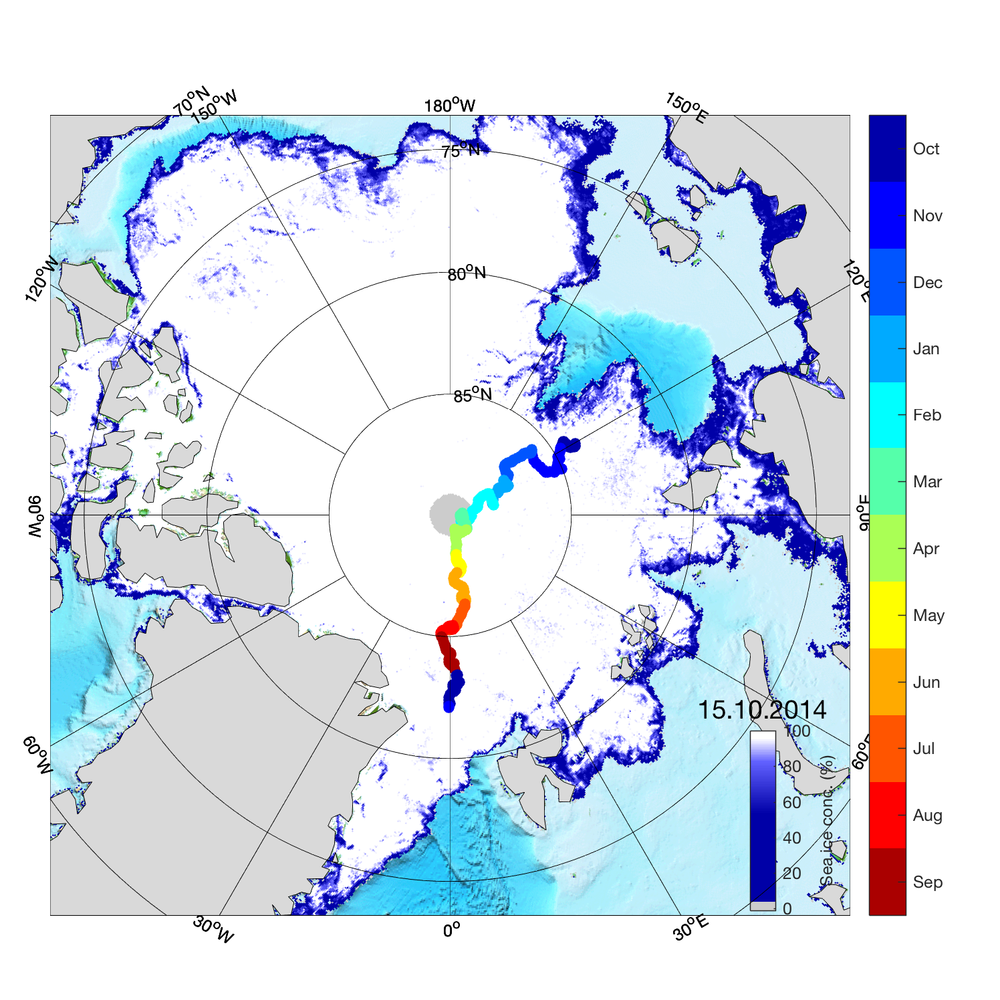 70°N
150°W
180°W
150°E
75°N
120°W
80°N
120°E
85°N
90°W
90°E
60°W
60°E
30°W
0°
30°E
15.10.2014
100
80
60
40
20
0
Sea ice conc. (%)
Oct
Nov
Dec
Jan
Feb
Mar
Apr
May
Jun
Jul
Aug
Sep